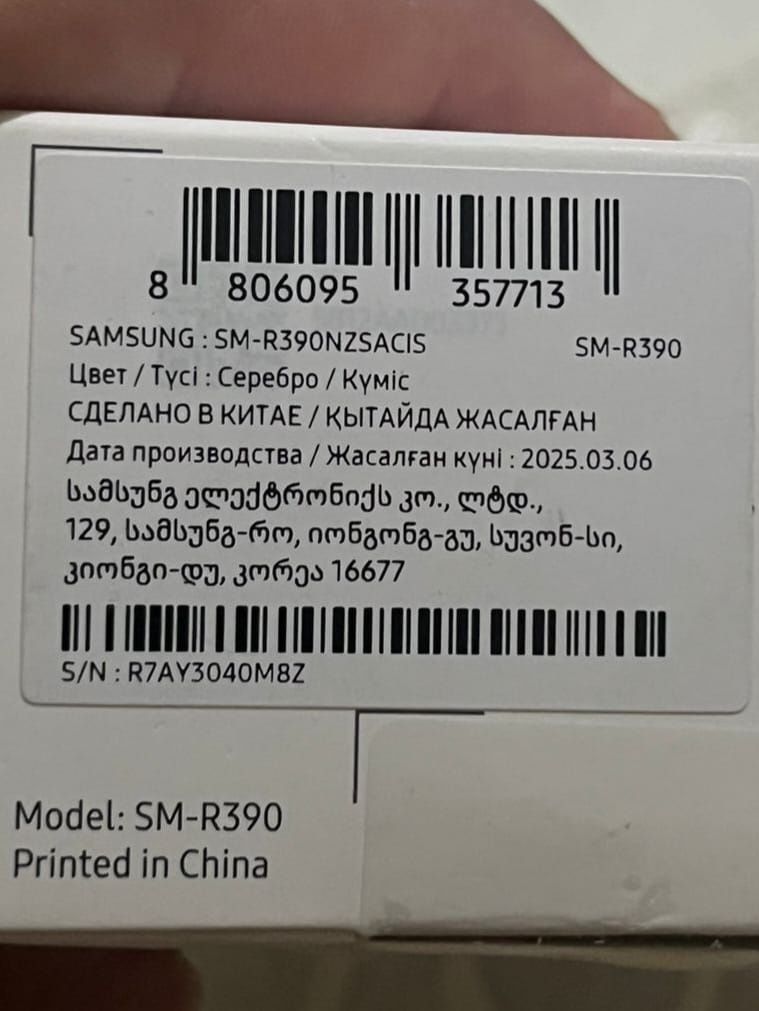 8 806095 357713
SAMSUNG : SM-R390NZSACIS SM-R390
Цвет / Түсі : Серебро / Күміс
СДЕЛАНО В КИТАЕ / ҚЫТАЙДА ЖАСАЛҒАН
Дата производства / Жасалған күні : 2025.03.06
სამსუნგ ელექტრონიქს კო., ლტდ.,
129, სამსუნგ-რო, იონგონგ-გუ, სუვონ-სი,
კიონგი-დუ, კორეა 16677
S/N : R7AY3040M8Z
Model: SM-R390
Printed in China